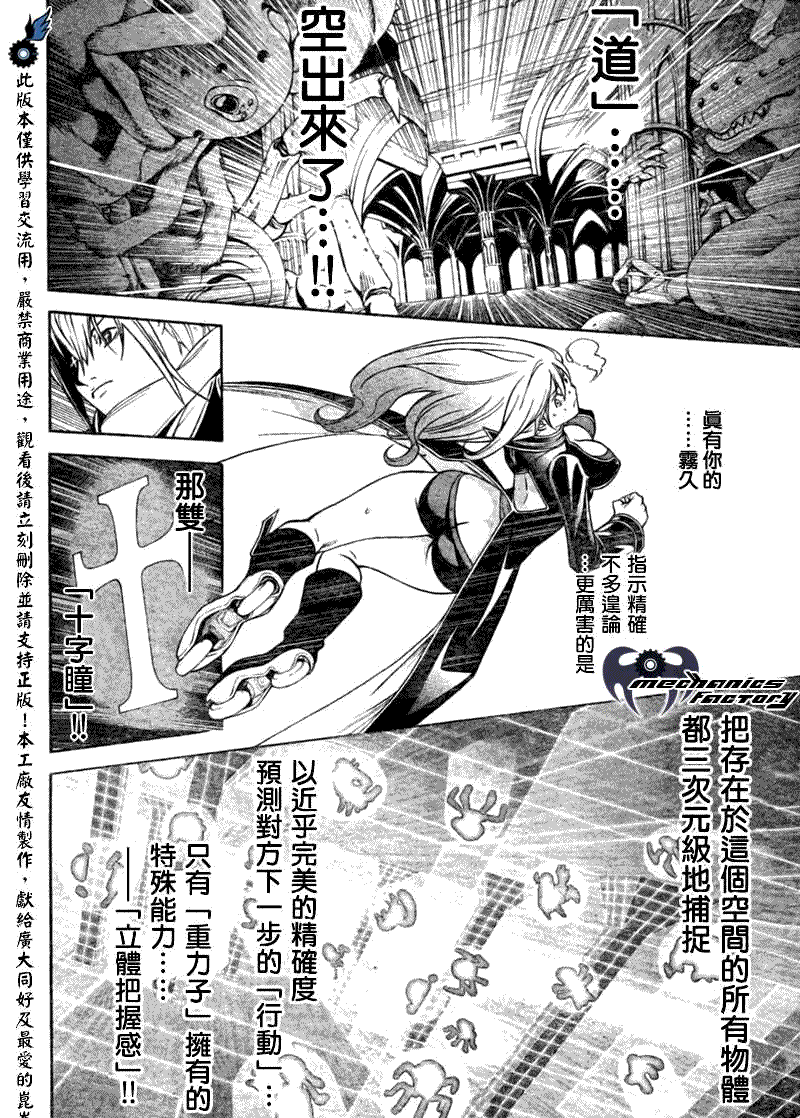 「道」……
空出來了…!!
真有你的
……霧久
指示精確
不多遑論
…更厲害的是
那雙——
「十字瞳」!!
mechanics
factory
把存在於這個空間的所有物體
都三次元級地捕捉
以近乎完美的精確度
預測對方下一步的「行動」…
只有「重力子」擁有的
特殊能力……
——「立體把握感」!!
此版本僅供學習交流用，嚴禁商業用途，觀看後請立刻刪除並請支持正版！本工廠友情製作，獻給廣大同好及最愛的崑